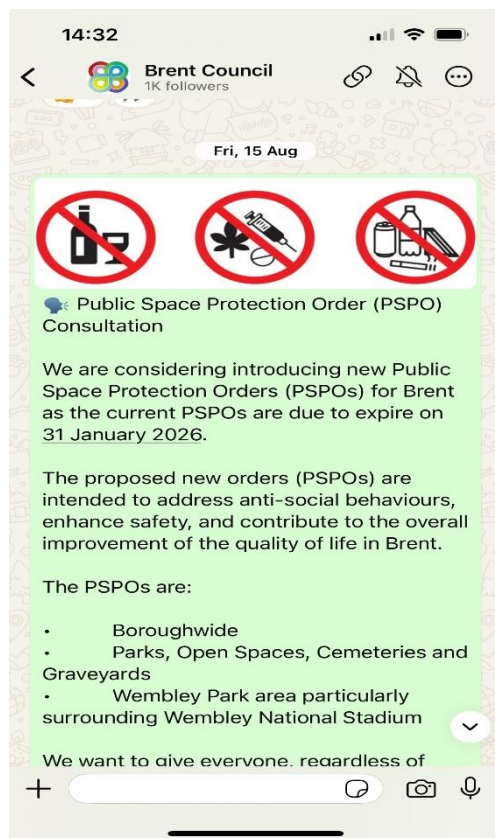 14:32
Brent Council
1K followers
Fri, 15 Aug
🗣️ Public Space Protection Order (PSPO)
Consultation
We are considering introducing new Public
Space Protection Orders (PSPOs) for Brent
as the current PSPOs are due to expire on
31 January 2026.
The proposed new orders (PSPOs) are
intended to address anti-social behaviours,
enhance safety, and contribute to the overall
improvement of the quality of life in Brent.
The PSPOs are:
• Boroughwide
• Parks, Open Spaces, Cemeteries and
Graveyards
• Wembley Park area particularly
surrounding Wembley National Stadium
We want to give everyone, regardless of